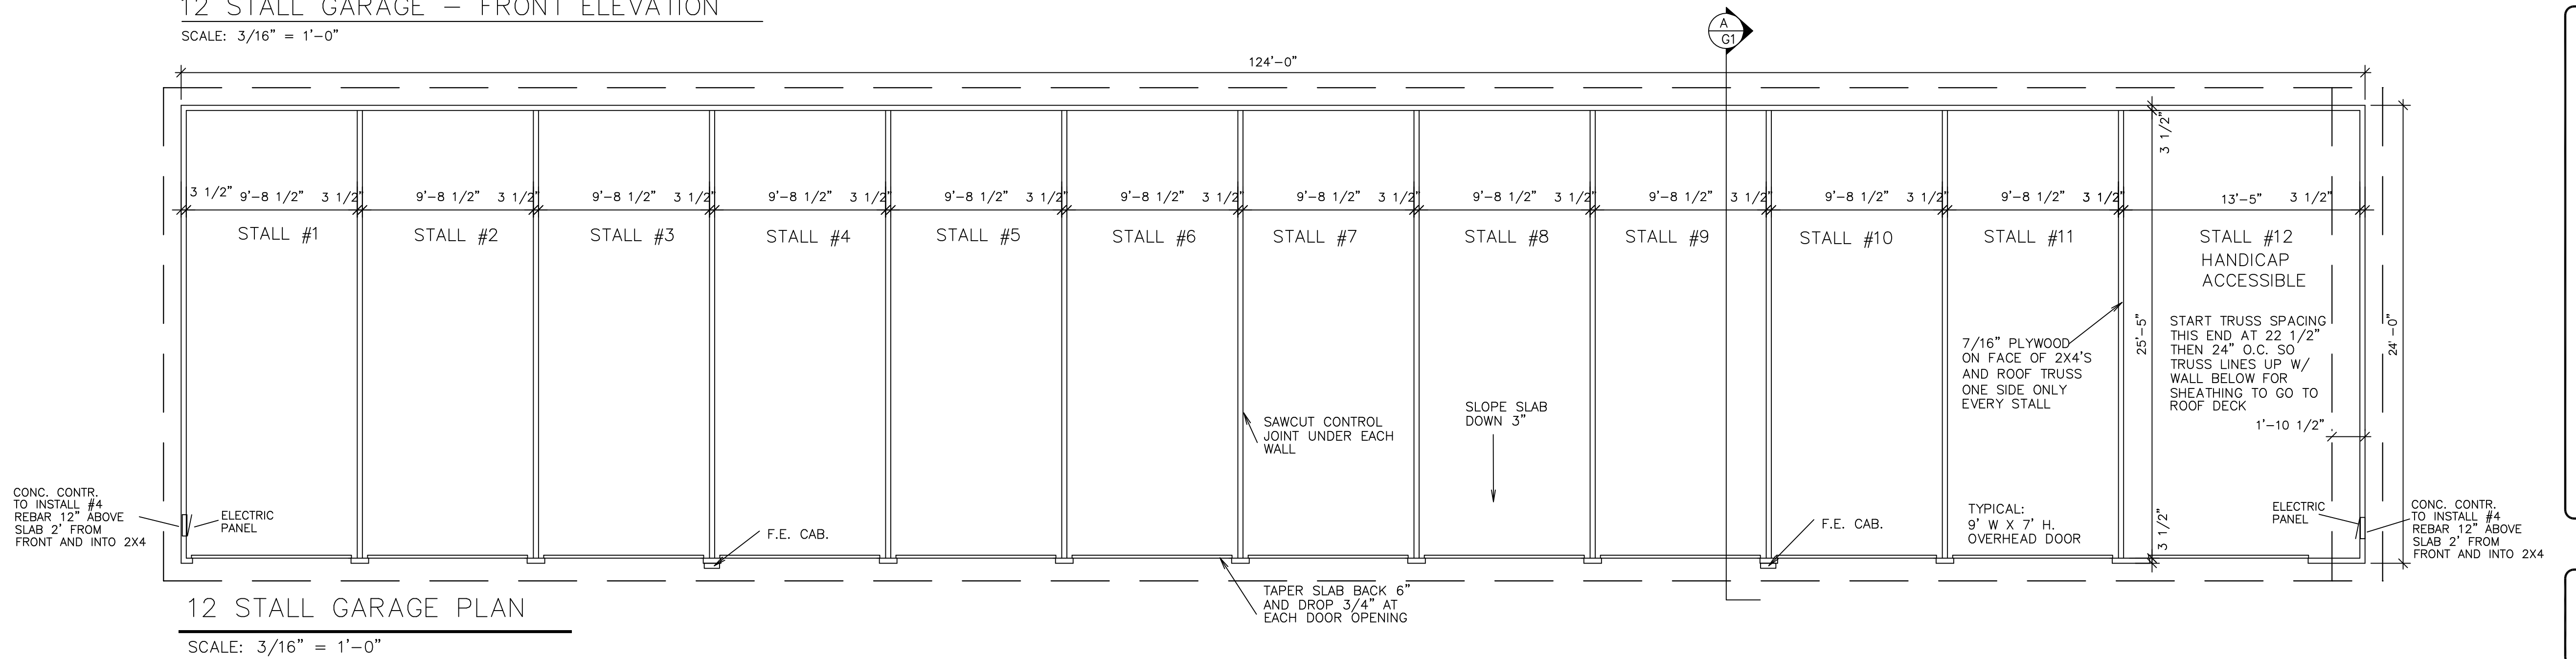 12 STALL GARAGE – FRONT ELEVATION
SCALE: 3/16" = 1'-0"
A
G1
124'-0"
3 1/2"
3 1/2" 9'-8 1/2" 3 1/2" 9'-8 1/2" 3 1/2" 9'-8 1/2" 3 1/2" 9'-8 1/2" 3 1/2" 9'-8 1/2" 3 1/2" 9'-8 1/2" 3 1/2" 9'-8 1/2" 3 1/2" 9'-8 1/2" 3 1/2" 9'-8 1/2" 3 1/2" 9'-8 1/2" 3 1/2" 9'-8 1/2" 3 1/2" 13'-5" 3 1/2"
STALL #1 STALL #2 STALL #3 STALL #4 STALL #5 STALL #6 STALL #7 STALL #8 STALL #9 STALL #10 STALL #11 STALL #12
HANDICAP
ACCESSIBLE
7/16" PLYWOOD
ON FACE OF 2X4'S
AND ROOF TRUSS
ONE SIDE ONLY
EVERY STALL
25'-5"
START TRUSS SPACING
THIS END AT 22 1/2"
THEN 24" O.C. SO
TRUSS LINES UP W/
WALL BELOW FOR
SHEATHING TO GO TO
ROOF DECK
24'-0"
1'-10 1/2"
SAWCUT CONTROL
JOINT UNDER EACH
WALL
SLOPE SLAB
DOWN 3"
CONC. CONTR.
TO INSTALL #4
REBAR 12" ABOVE
SLAB 2' FROM
FRONT AND INTO 2X4
ELECTRIC
PANEL
F.E. CAB.
F.E. CAB.
TYPICAL:
9' W X 7' H.
OVERHEAD DOOR
3 1/2"
ELECTRIC
PANEL
CONC. CONTR.
TO INSTALL #4
REBAR 12" ABOVE
SLAB 2' FROM
FRONT AND INTO 2X4
TAPER SLAB BACK 6"
AND DROP 3/4" AT
EACH DOOR OPENING
12 STALL GARAGE PLAN
SCALE: 3/16" = 1'-0"